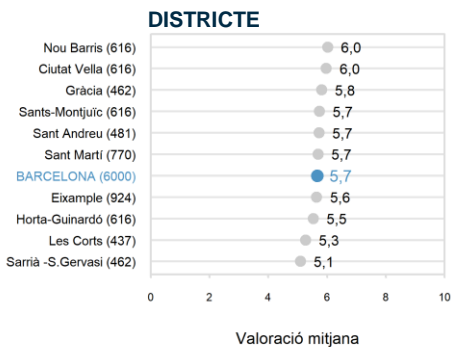 DISTRICTE
Nou Barris (616) 6,0
Ciutat Vella (616) 6,0
Gràcia (462) 5,8
Sants-Montjuïc (616) 5,7
Sant Andreu (481) 5,7
Sant Martí (770) 5,7
BARCELONA (6000) 5,7
Eixample (924) 5,6
Horta-Guinardó (616) 5,5
Les Corts (437) 5,3
Sarrià -S.Gervasi (462) 5,1
0 2 4 6 8 10
Valoració mitjana